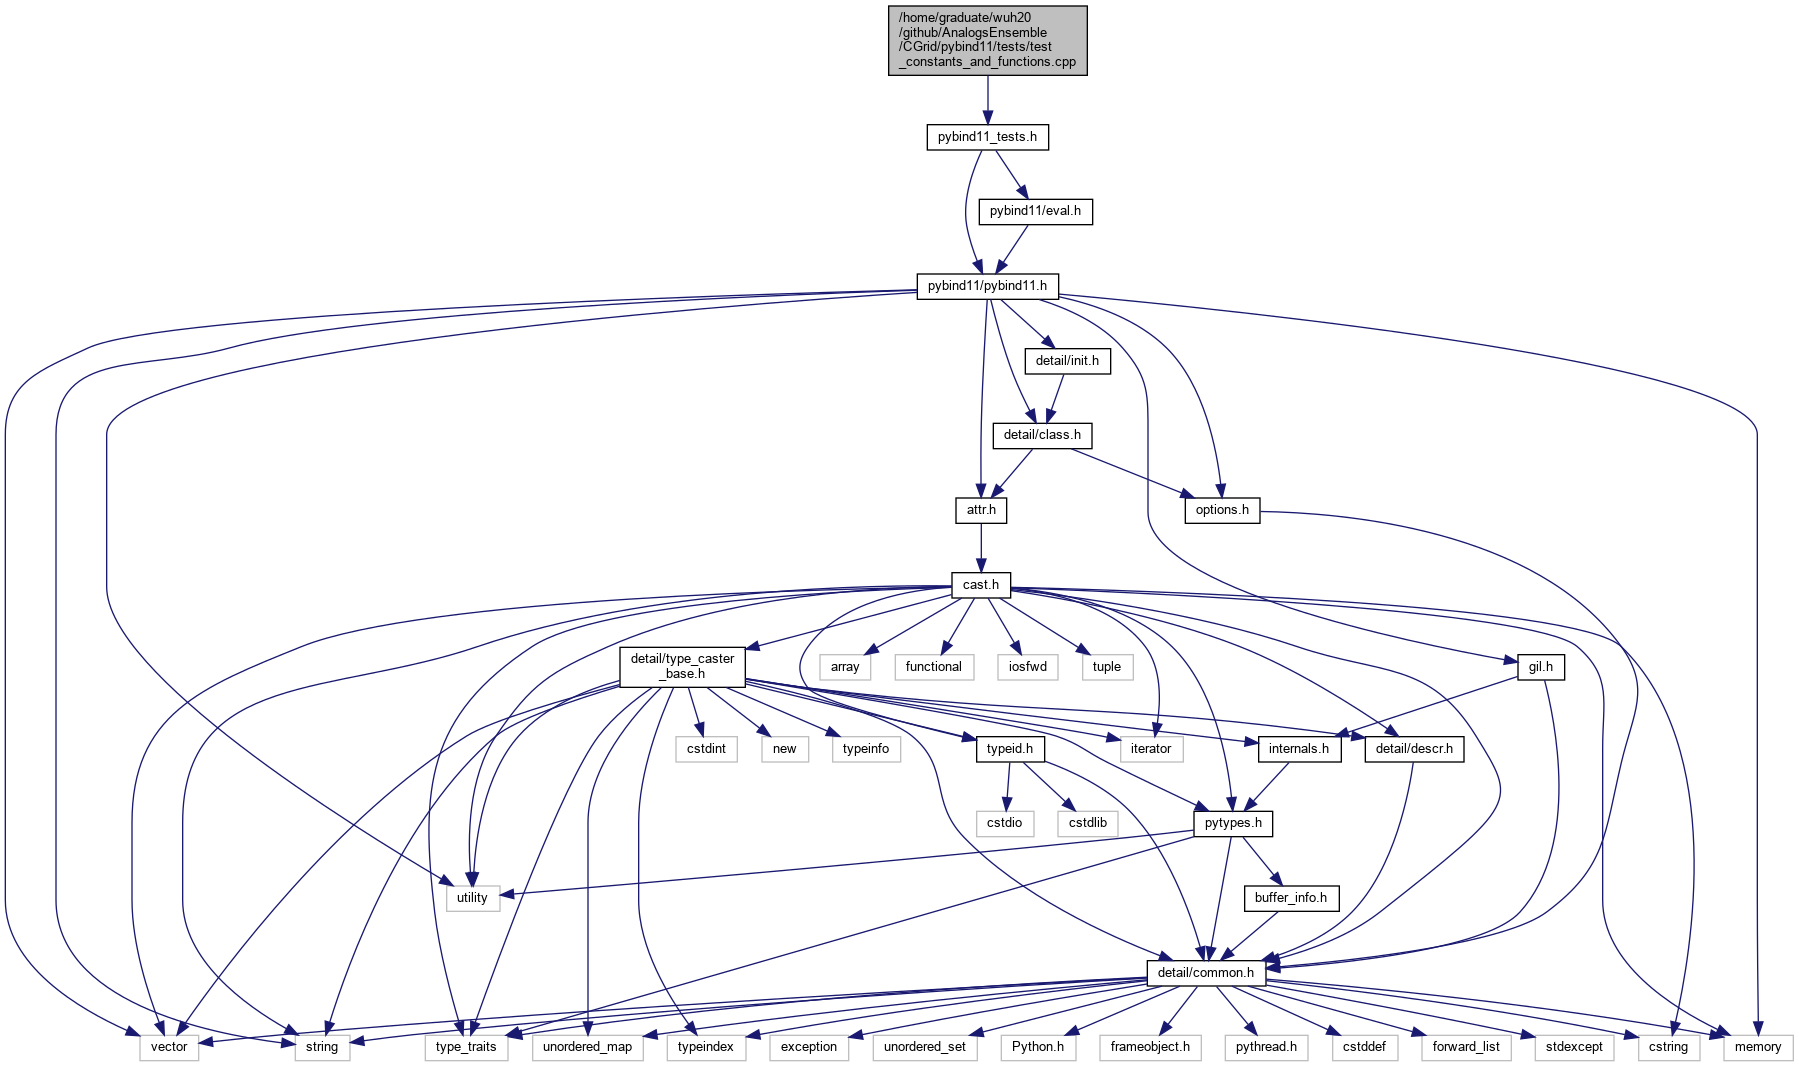 /home/graduate/wuh20
/github/AnalogsEnsemble
/CGrid/pybind11/tests/test
_constants_and_functions.cpp
pybind11_tests.h
pybind11/eval.h
pybind11/pybind11.h
detail/init.h
detail/class.h
attr.h
options.h
cast.h
detail/type_caster
_base.h
array
functional
iosfwd
tuple
gil.h
cstdint
new
typeinfo
typeid.h
iterator
internals.h
detail/descr.h
cstdio
cstdlib
pytypes.h
utility
buffer_info.h
detail/common.h
vector
string
type_traits
unordered_map
typeindex
exception
unordered_set
Python.h
frameobject.h
pythread.h
cstddef
forward_list
stdexcept
cstring
memory